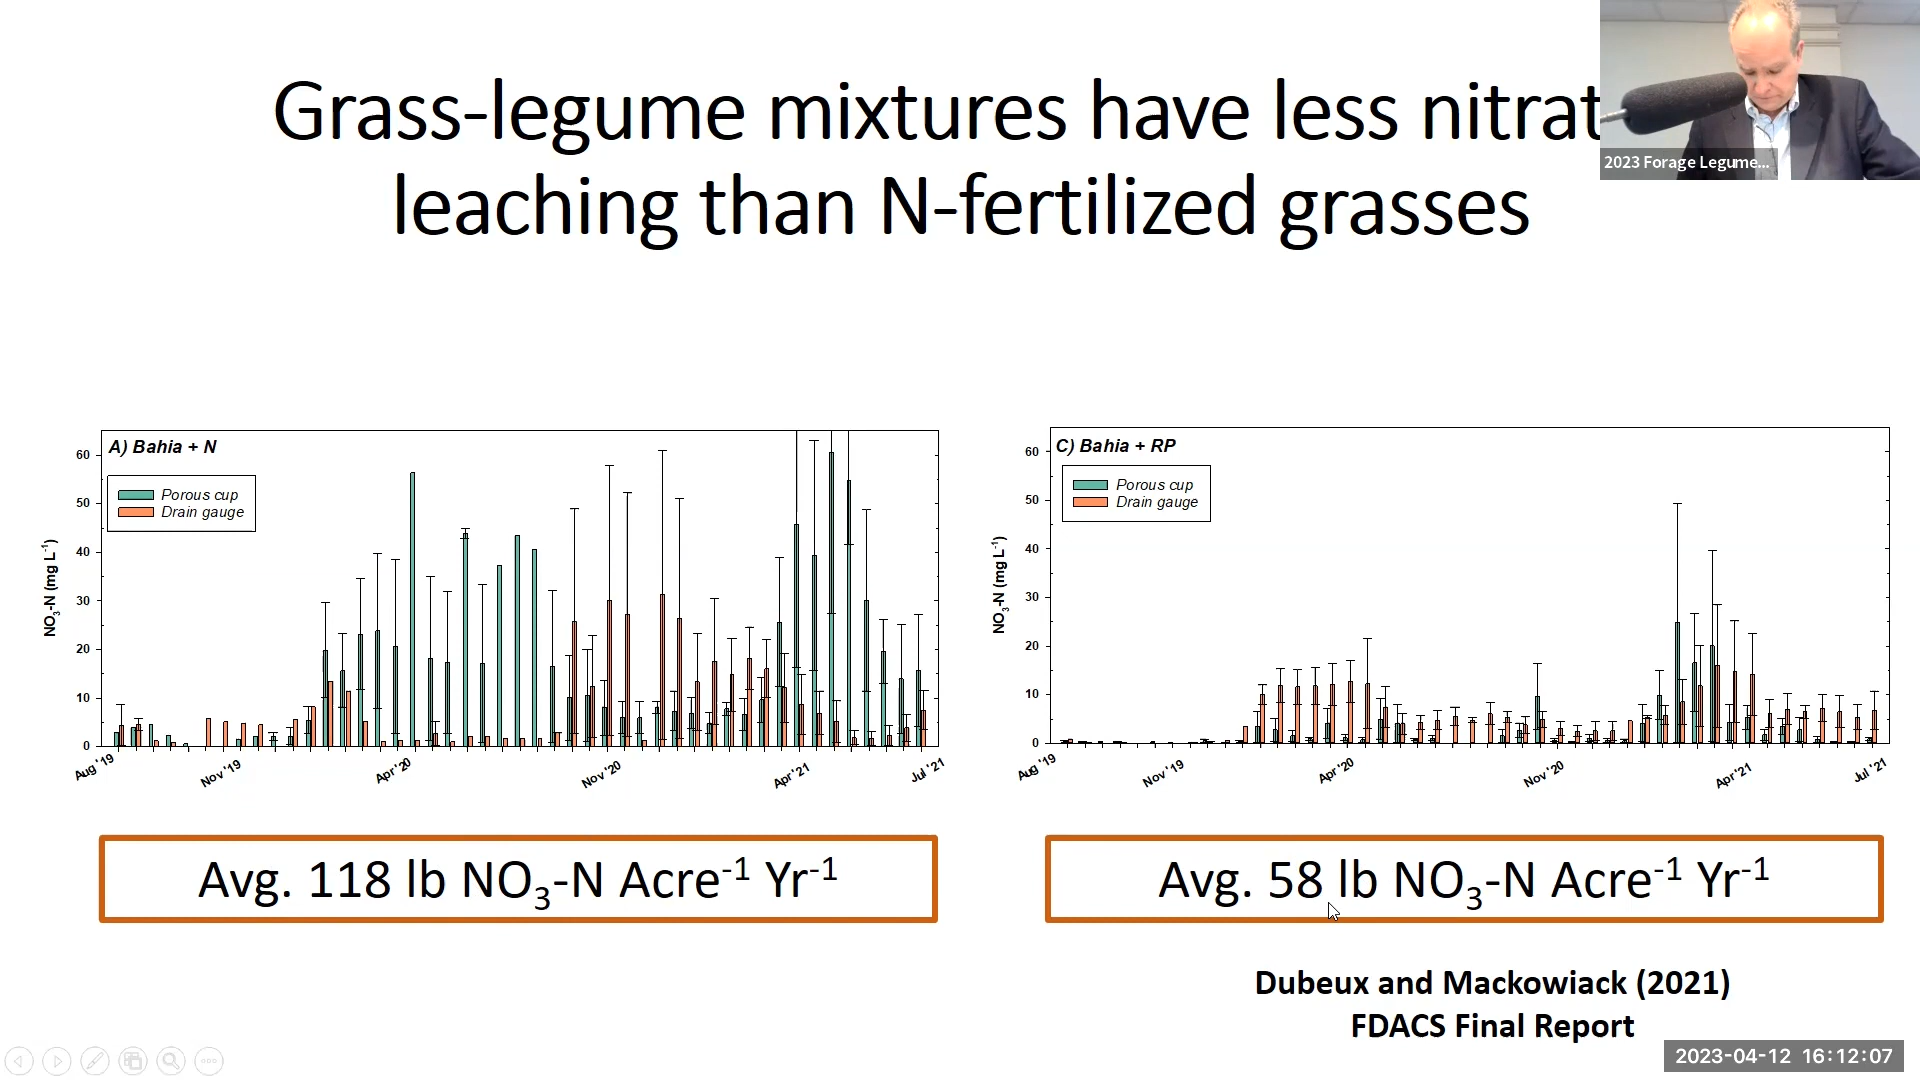 Grass-legume mixtures have less nitrat
leaching than N-fertilized grasses
2023 Forage Legume...
A) Bahia + N
Porous cup
Drain gauge
NO3-N (mg L-1)
60
50
40
30
20
10
0
Aug '19
Nov '19
Apr '20
Nov '20
Apr '21
Jul '21
C) Bahia + RP
Porous cup
Drain gauge
NO3-N (mg L-1)
60
50
40
30
20
10
0
Aug '19
Nov '19
Apr '20
Nov '20
Apr '21
Jul '21
Avg. 118 lb NO3-N Acre-1 Yr-1
Avg. 58 lb NO3-N Acre-1 Yr-1
Dubeux and Mackowiack (2021)
FDACS Final Report
2023-04-12 16:12:07